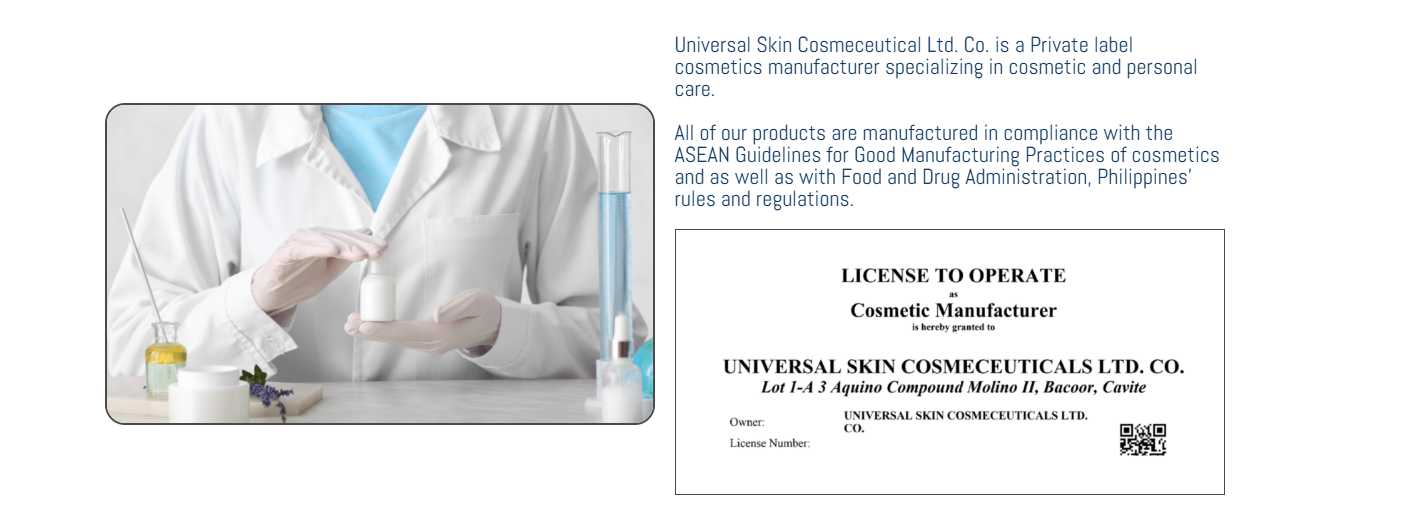 Universal Skin Cosmeceutical Ltd. Co. is a Private label
cosmetics manufacturer specializing in cosmetic and personal
care.
All of our products are manufactured in compliance with the
ASEAN Guidelines for Good Manufacturing Practices of cosmetics
and as well as with Food and Drug Administration, Philippines'
rules and regulations.
LICENSE TO OPERATE
as
Cosmetic Manufacturer
is hereby granted to
UNIVERSAL SKIN COSMECEUTICALS LTD. CO.
Lot 1-A 3 Aquino Compound Molino II, Bacoor, Cavite
Owner: UNIVERSAL SKIN COSMECEUTICALS LTD.
CO.
License Number: